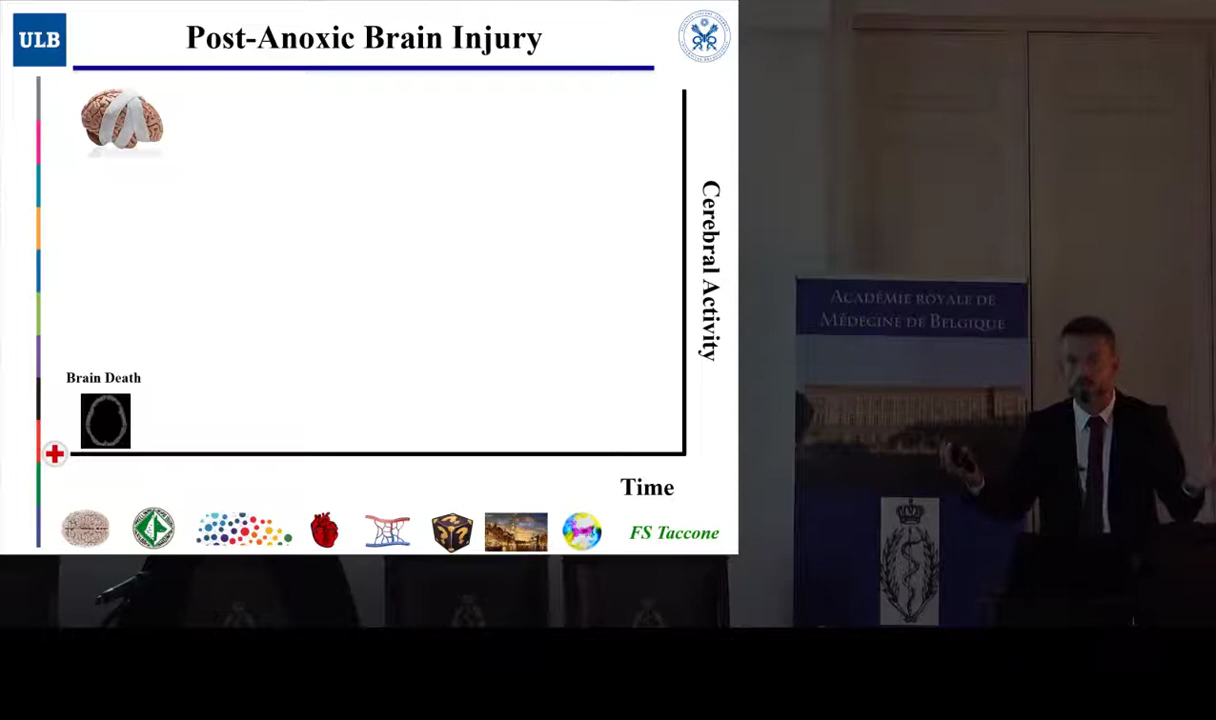 ULB
Post-Anoxic Brain Injury
Cerebral Activity
Brain Death
Time
FS Taccone
Académie royale de
Médecine de Belgique